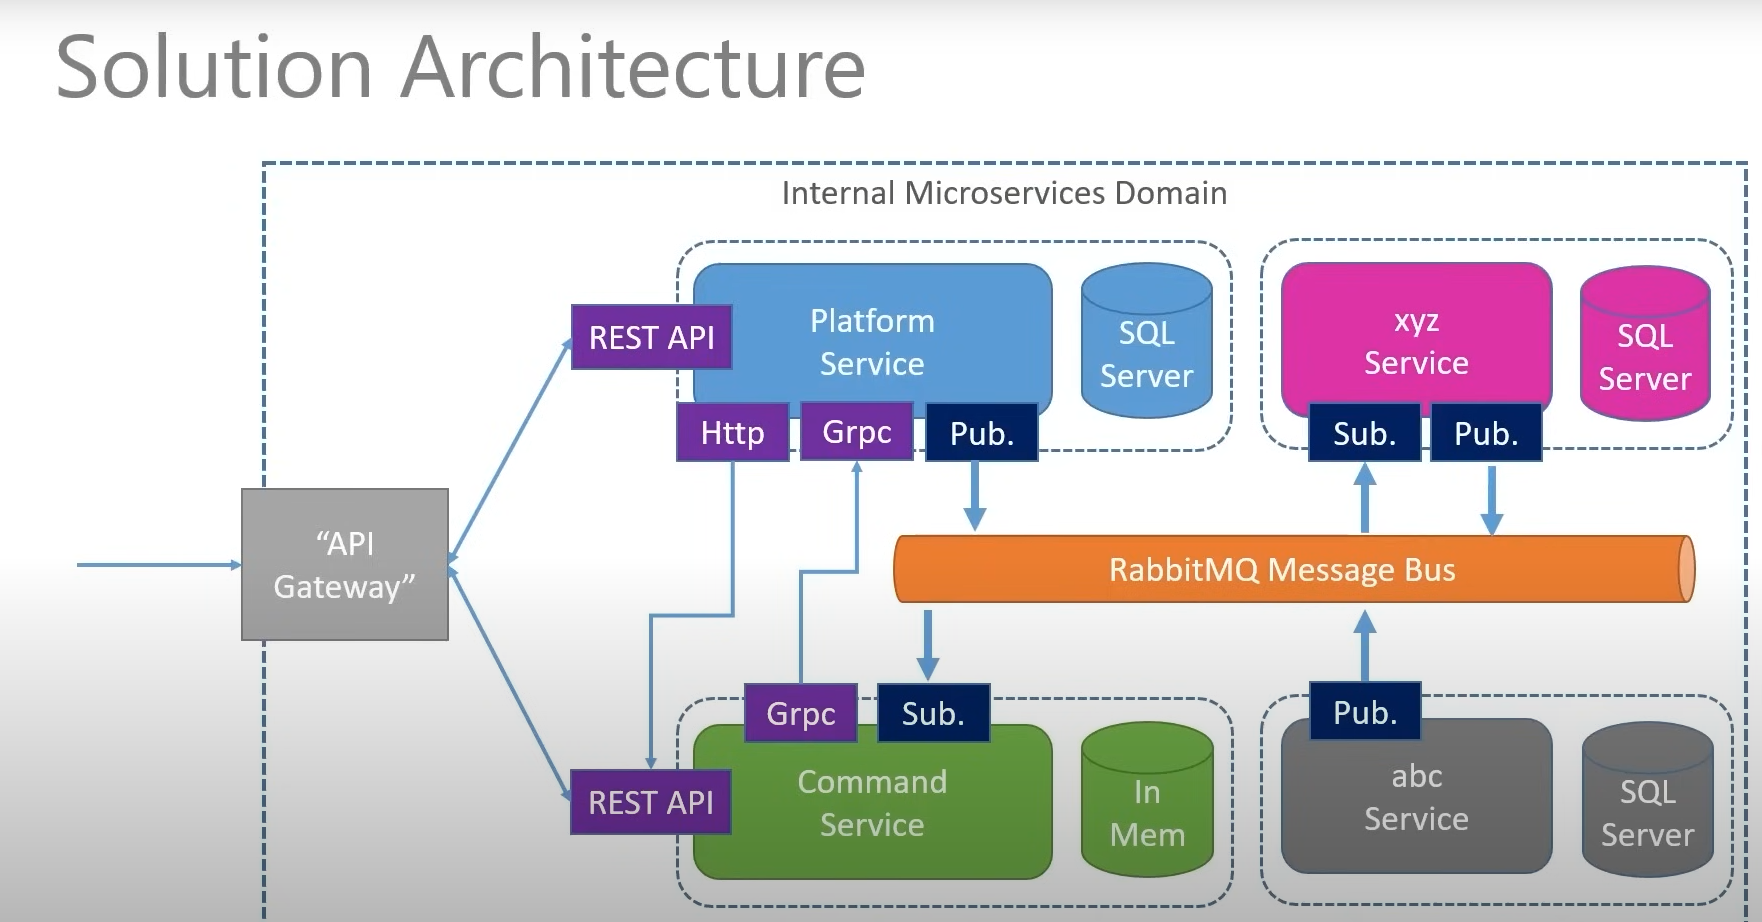 Solution Architecture
Internal Microservices Domain
REST API
Platform
Service
SQL
Server
Http
Grpc
Pub.
xyz
Service
SQL
Server
Sub.
Pub.
“API
Gateway”
RabbitMQ Message Bus
Grpc
Sub.
REST API
Command
Service
In
Mem
Pub.
abc
Service
SQL
Server